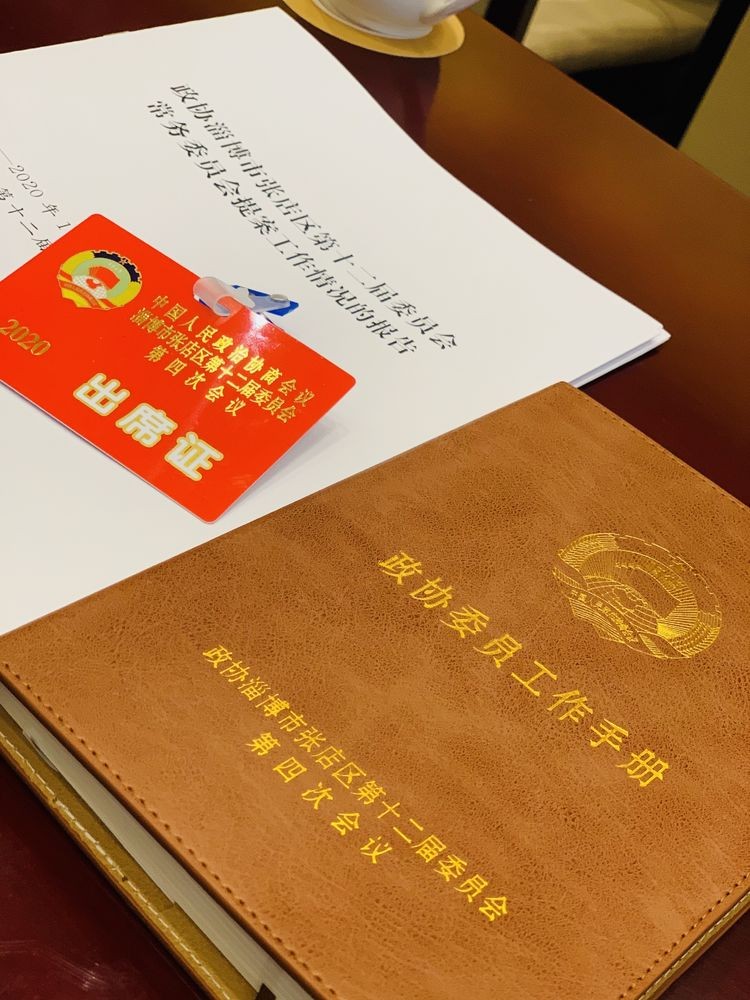 政协淄博市张店区第十二届委员会
常务委员会提案工作情况的报告
—2020年1
第十二届
2020
中国人民政治协商会议
淄博市张店区第十二届委员会
第四次会议
出席证
政协委员工作手册
政协淄博市张店区第十二届委员会
第四次会议